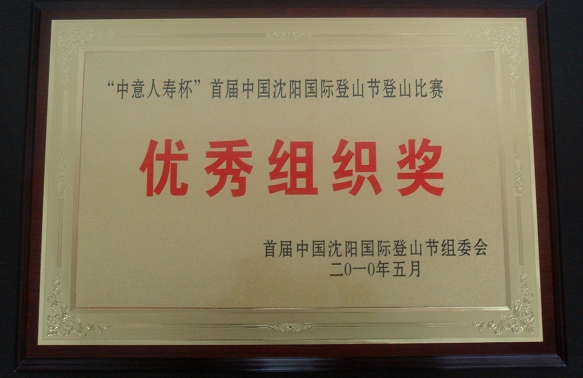 “中意人寿杯”首届中国沈阳国际登山节登山比赛
优秀组织奖
首届中国沈阳国际登山节组委会
二〇一〇年五月